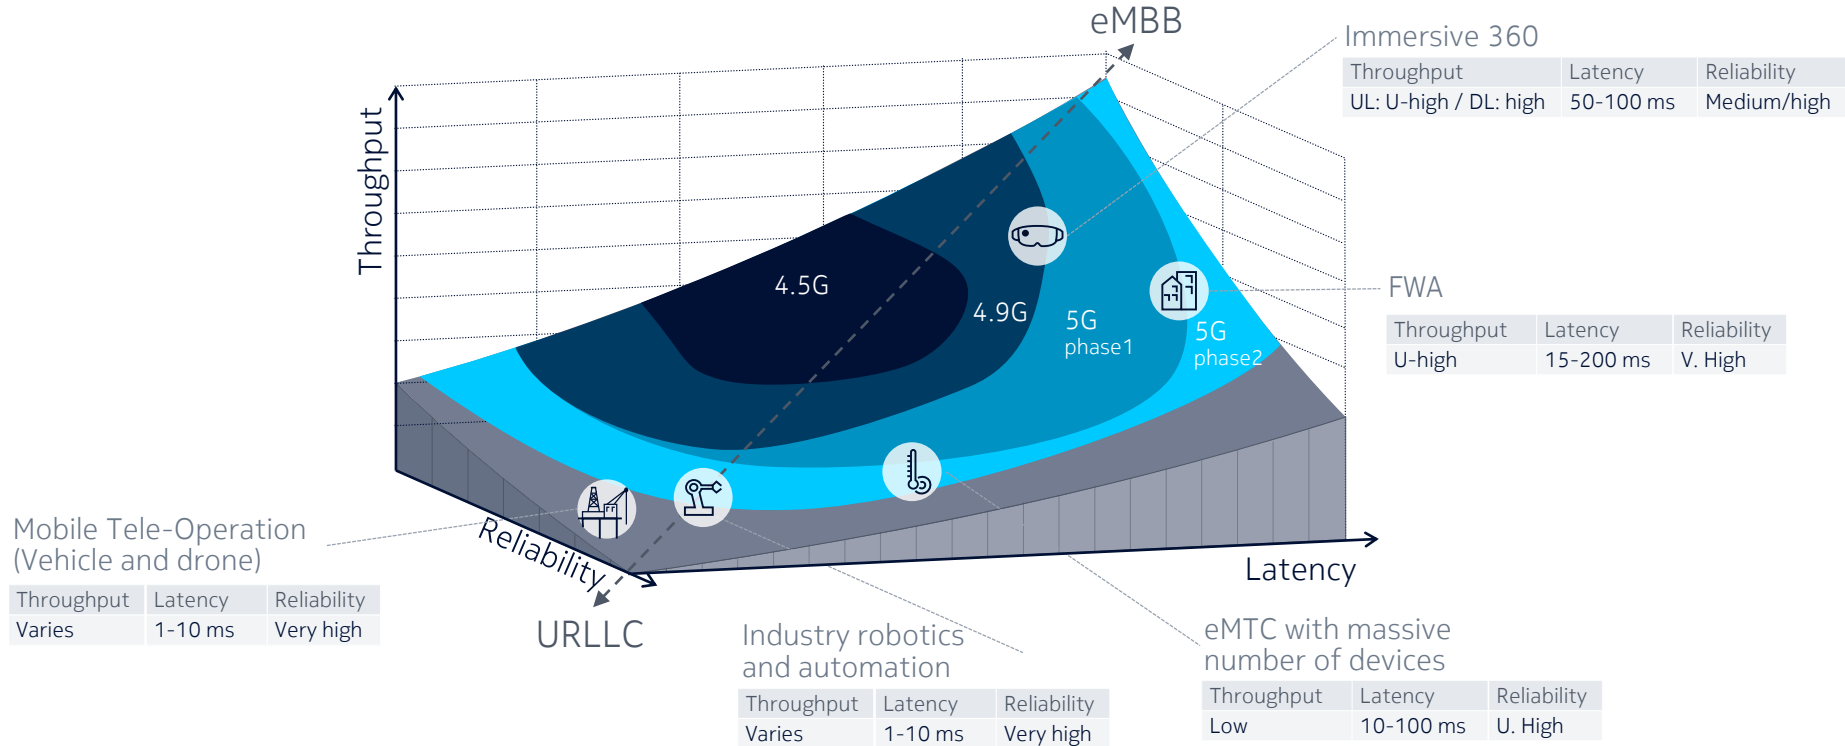 eMBB
Immersive 360
Throughput Latency Reliability
UL: U-high / DL: high 50-100 ms Medium/high
Throughput
4.5G
4.9G
5G
phase1
5G
phase2
FWA
Throughput Latency Reliability
U-high 15-200 ms V. High
Mobile Tele-Operation
(Vehicle and drone)
Throughput Latency Reliability
Varies 1-10 ms Very high
Reliability
Latency
URLLC
Industry robotics
and automation
Throughput Latency Reliability
Varies 1-10 ms Very high
eMTC with massive
number of devices
Throughput Latency Reliability
Low 10-100 ms U. High